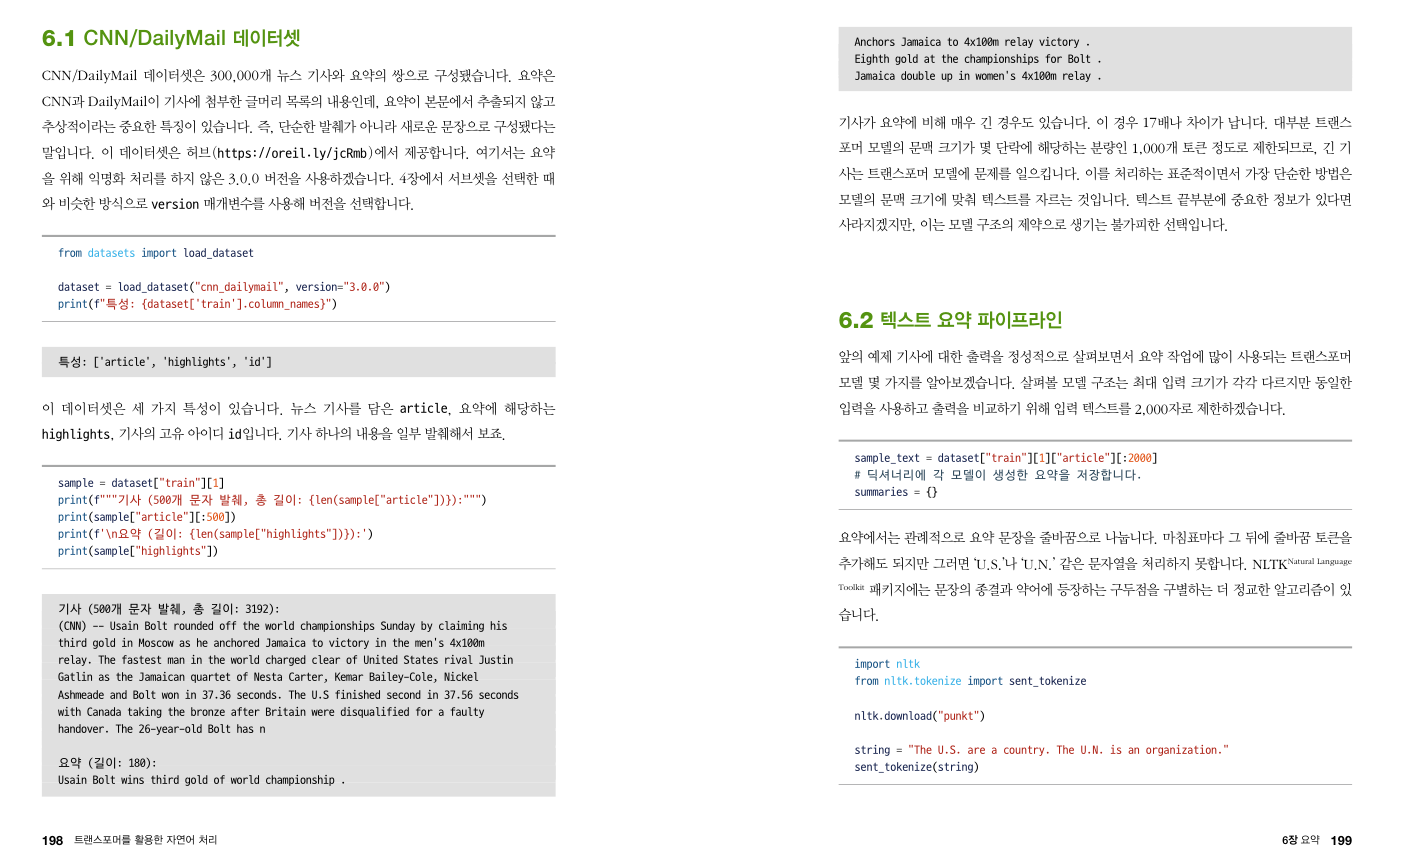 6.1 CNN/DailyMail 데이터셋
CNN/DailyMail 데이터셋은 300,000개 뉴스 기사와 요약의 쌍으로 구성됐습니다. 요약은
CNN과 DailyMail이 기사에 첨부한 글머리 목록의 내용인데, 요약이 본문에서 추출되지 않고
추상적이라는 중요한 특징이 있습니다. 즉, 단순한 발췌가 아니라 새로운 문장으로 구성됐다는
말입니다. 이 데이터셋은 허브(https://oreil.ly/jcRmb)에서 제공합니다. 여기서는 요약
을 위해 익명화 처리를 하지 않은 3.0.0 버전을 사용하겠습니다. 4장에서 서브셋을 선택한 때
와 비슷한 방식으로 version 매개변수를 사용해 버전을 선택합니다.
from datasets import load_dataset
dataset = load_dataset("cnn_dailymail", version="3.0.0")
print(f"특성: {dataset['train'].column_names}")
특성: ['article', 'highlights', 'id']
이 데이터셋은 세 가지 특성이 있습니다. 뉴스 기사를 담은 article, 요약에 해당하는
highlights, 기사의 고유 아이디 id입니다. 기사 하나의 내용을 일부 발췌해서 보죠.
sample = dataset["train"][1]
print(f"""기사 (500개 문자 발췌, 총 길이: {len(sample["article"])}):""")
print(sample["article"][:500])
print(f'\n요약 (길이: {len(sample["highlights"])}):')
print(sample["highlights"])
기사 (500개 문자 발췌, 총 길이: 3192):
(CNN) -- Usain Bolt rounded off the world championships Sunday by claiming his
third gold in Moscow as he anchored Jamaica to victory in the men's 4x100m
relay. The fastest man in the world charged clear of United States rival Justin
Gatlin as the Jamaican quartet of Nesta Carter, Kemar Bailey-Cole, Nickel
Ashmeade and Bolt won in 37.36 seconds. The U.S finished second in 37.56 seconds
with Canada taking the bronze after Britain were disqualified for a faulty
handover. The 26-year-old Bolt has n
요약 (길이: 180):
Usain Bolt wins third gold of world championship .
198 트랜스포머를 활용한 자연어 처리
Anchors Jamaica to 4x100m relay victory .
Eighth gold at the championships for Bolt .
Jamaica double up in women's 4x100m relay .
기사가 요약에 비해 매우 긴 경우도 있습니다. 이 경우 17배나 차이가 납니다. 대부분 트랜스
포머 모델의 문맥 크기가 몇 단락에 해당하는 분량인 1,000개 토큰 정도로 제한되므로, 긴 기
사는 트랜스포머 모델에 문제를 일으킵니다. 이를 처리하는 표준적이면서 가장 단순한 방법은
모델의 문맥 크기에 맞춰 텍스트를 자르는 것입니다. 텍스트 끝부분에 중요한 정보가 있다면
사라지겠지만, 이는 모델 구조의 제약으로 생기는 불가피한 선택입니다.
6.2 텍스트 요약 파이프라인
앞의 예제 기사에 대한 출력을 정성적으로 살펴보면서 요약 작업에 많이 사용되는 트랜스포머
모델 몇 가지를 알아보겠습니다. 살펴볼 모델 구조는 최대 입력 크기가 각각 다르지만 동일한
입력을 사용하고 출력을 비교하기 위해 입력 텍스트를 2,000자로 제한하겠습니다.
sample_text = dataset["train"][1]["article"][:2000]
# 딕셔너리에 각 모델이 생성한 요약을 저장합니다.
summaries = {}
요약에서는 관례적으로 요약 문장을 줄바꿈으로 나눕니다. 마침표마다 그 뒤에 줄바꿈 토큰을
추가해도 되지만 그러면 ‘U.S.’나 ‘U.N.’ 같은 문자열을 처리하지 못합니다. NLTK Natural Language
Toolkit 패키지에는 문장의 종결과 약어에 등장하는 구두점을 구별하는 더 정교한 알고리즘이 있
습니다.
import nltk
from nltk.tokenize import sent_tokenize
nltk.download("punkt")
string = "The U.S. are a country. The U.N. is an organization."
sent_tokenize(string)
6장 요약 199